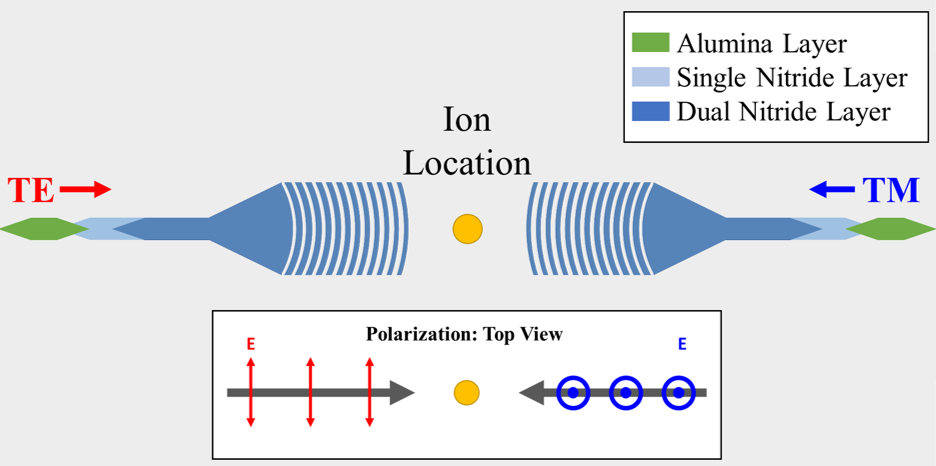 Alumina Layer
Single Nitride Layer
Dual Nitride Layer
Ion
Location
TE
TM
Polarization: Top View
E
E